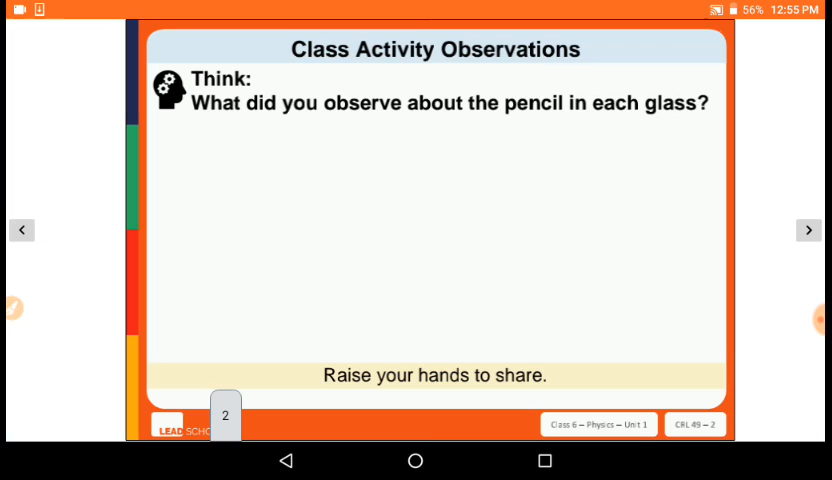 56% 12:55 PM
Class Activity Observations
Think:
What did you observe about the pencil in each glass?
Raise your hands to share.
2
LEAD SCHO
Class 6 – Physics – Unit 1
CRL 49 – 2